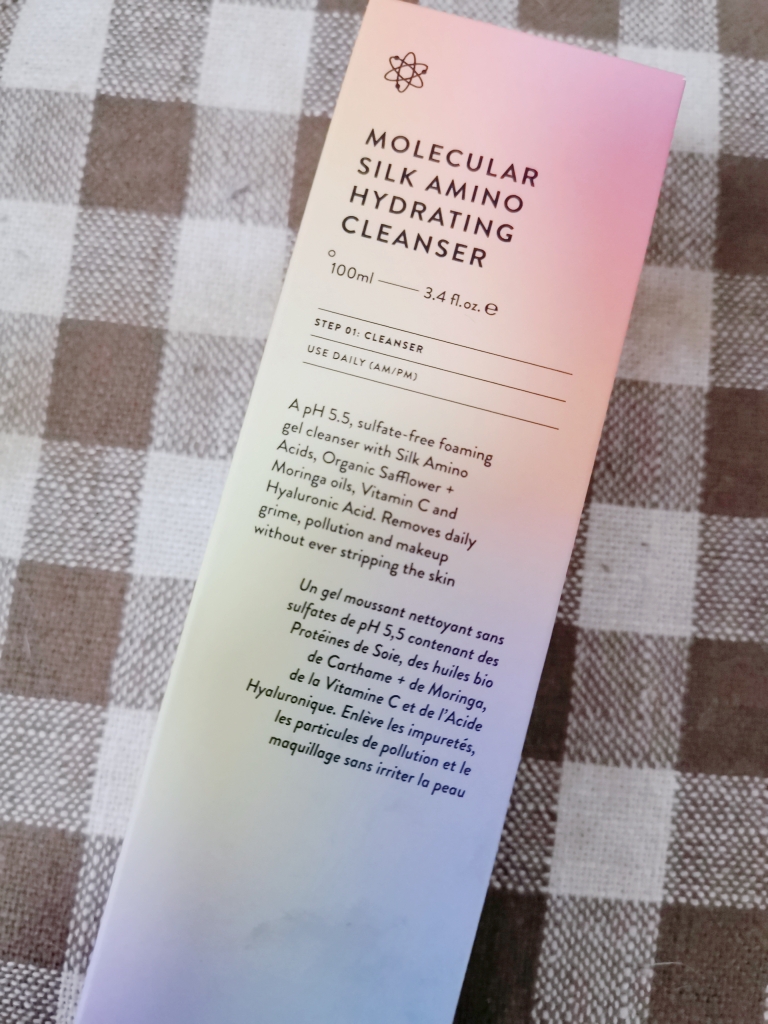 MOLECULAR
SILK AMINO
HYDRATING
CLEANSER
100ml — 3.4 fl.oz. ℮
STEP 01: CLEANSER
USE DAILY (AM/PM)
A pH 5.5, sulfate-free foaming
gel cleanser with Silk Amino
Acids, Organic Safflower +
Moringa oils, Vitamin C and
Hyaluronic Acid. Removes daily
grime, pollution and makeup
without ever stripping the skin
Un gel moussant nettoyant sans
sulfates de pH 5,5 contenant des
Protéines de Soie, des huiles bio
de Carthame + de Moringa,
de la Vitamine C et de l'Acide
Hyaluronique. Enlève les impuretés,
les particules de pollution et le
maquillage sans irriter la peau